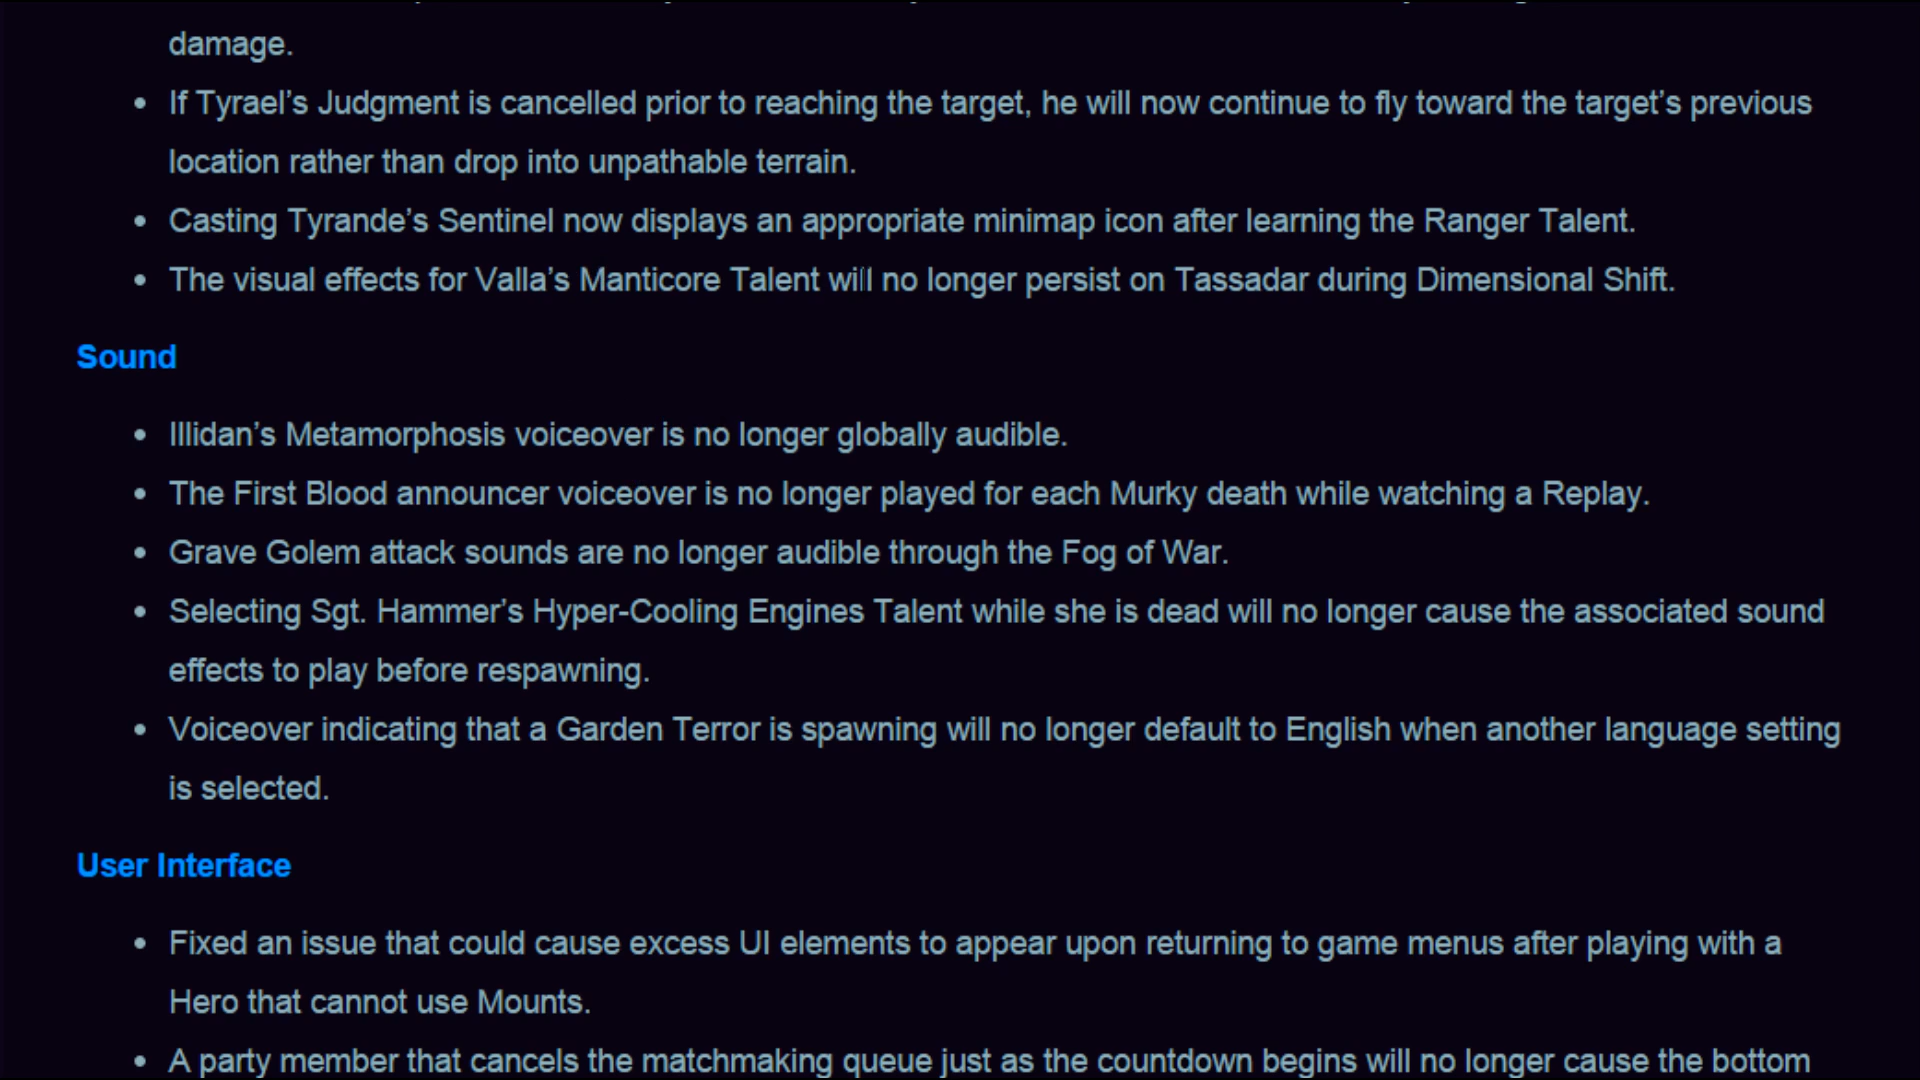 damage.
If Tyrael’s Judgment is cancelled prior to reaching the target, he will now continue to fly toward the target’s previous
location rather than drop into unpathable terrain.
Casting Tyrande’s Sentinel now displays an appropriate minimap icon after learning the Ranger Talent.
The visual effects for Valla’s Manticore Talent will no longer persist on Tassadar during Dimensional Shift.
Sound
Illidan’s Metamorphosis voiceover is no longer globally audible.
The First Blood announcer voiceover is no longer played for each Murky death while watching a Replay.
Grave Golem attack sounds are no longer audible through the Fog of War.
Selecting Sgt. Hammer’s Hyper-Cooling Engines Talent while she is dead will no longer cause the associated sound
effects to play before respawning.
Voiceover indicating that a Garden Terror is spawning will no longer default to English when another language setting
is selected.
User Interface
Fixed an issue that could cause excess UI elements to appear upon returning to game menus after playing with a
Hero that cannot use Mounts.
A party member that cancels the matchmaking queue just as the countdown begins will no longer cause the bottom